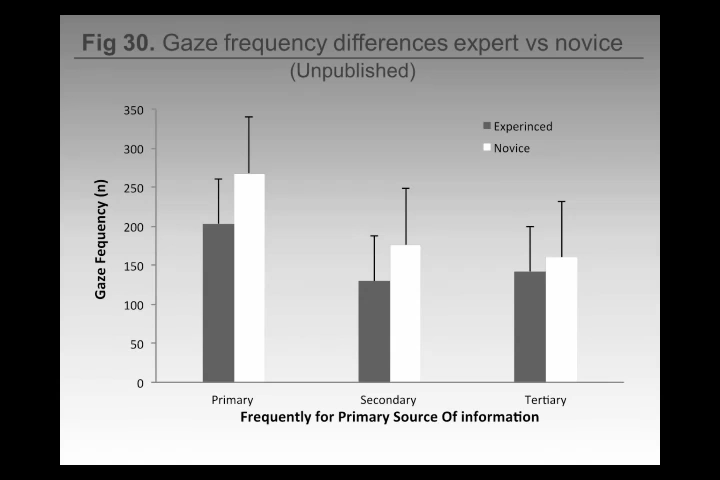 Fig 30. Gaze frequency differences expert vs novice
(Unpublished)
350
300
250
200
150
100
50
0
Gaze Fequency (n)
Experinced
Novice
Primary
Secondary
Tertiary
Frequently for Primary Source Of information